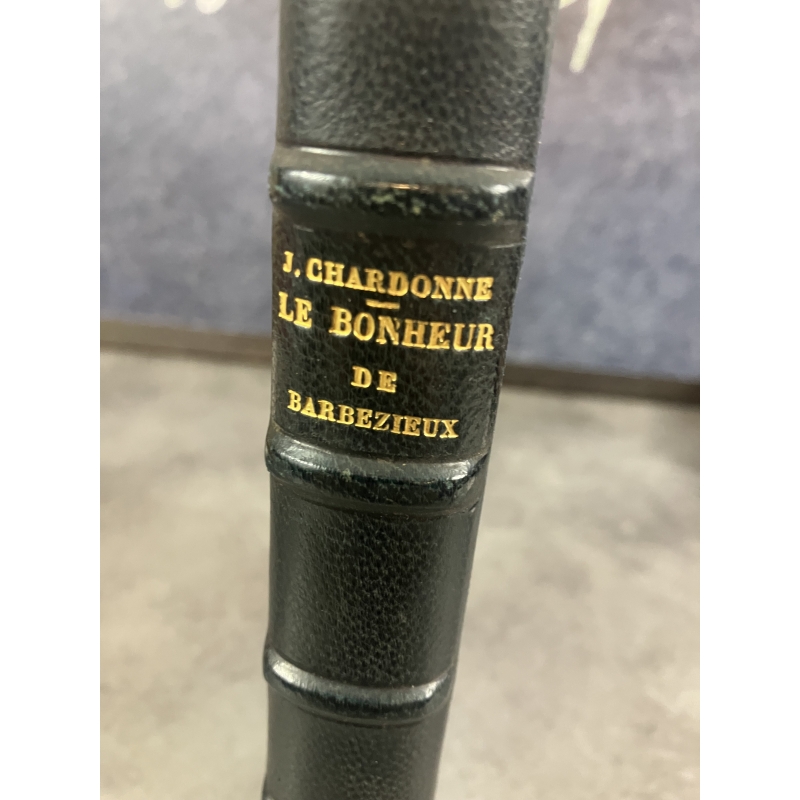 J. CHARDONNE
LE BONHEUR
DE
BARBEZIEUX